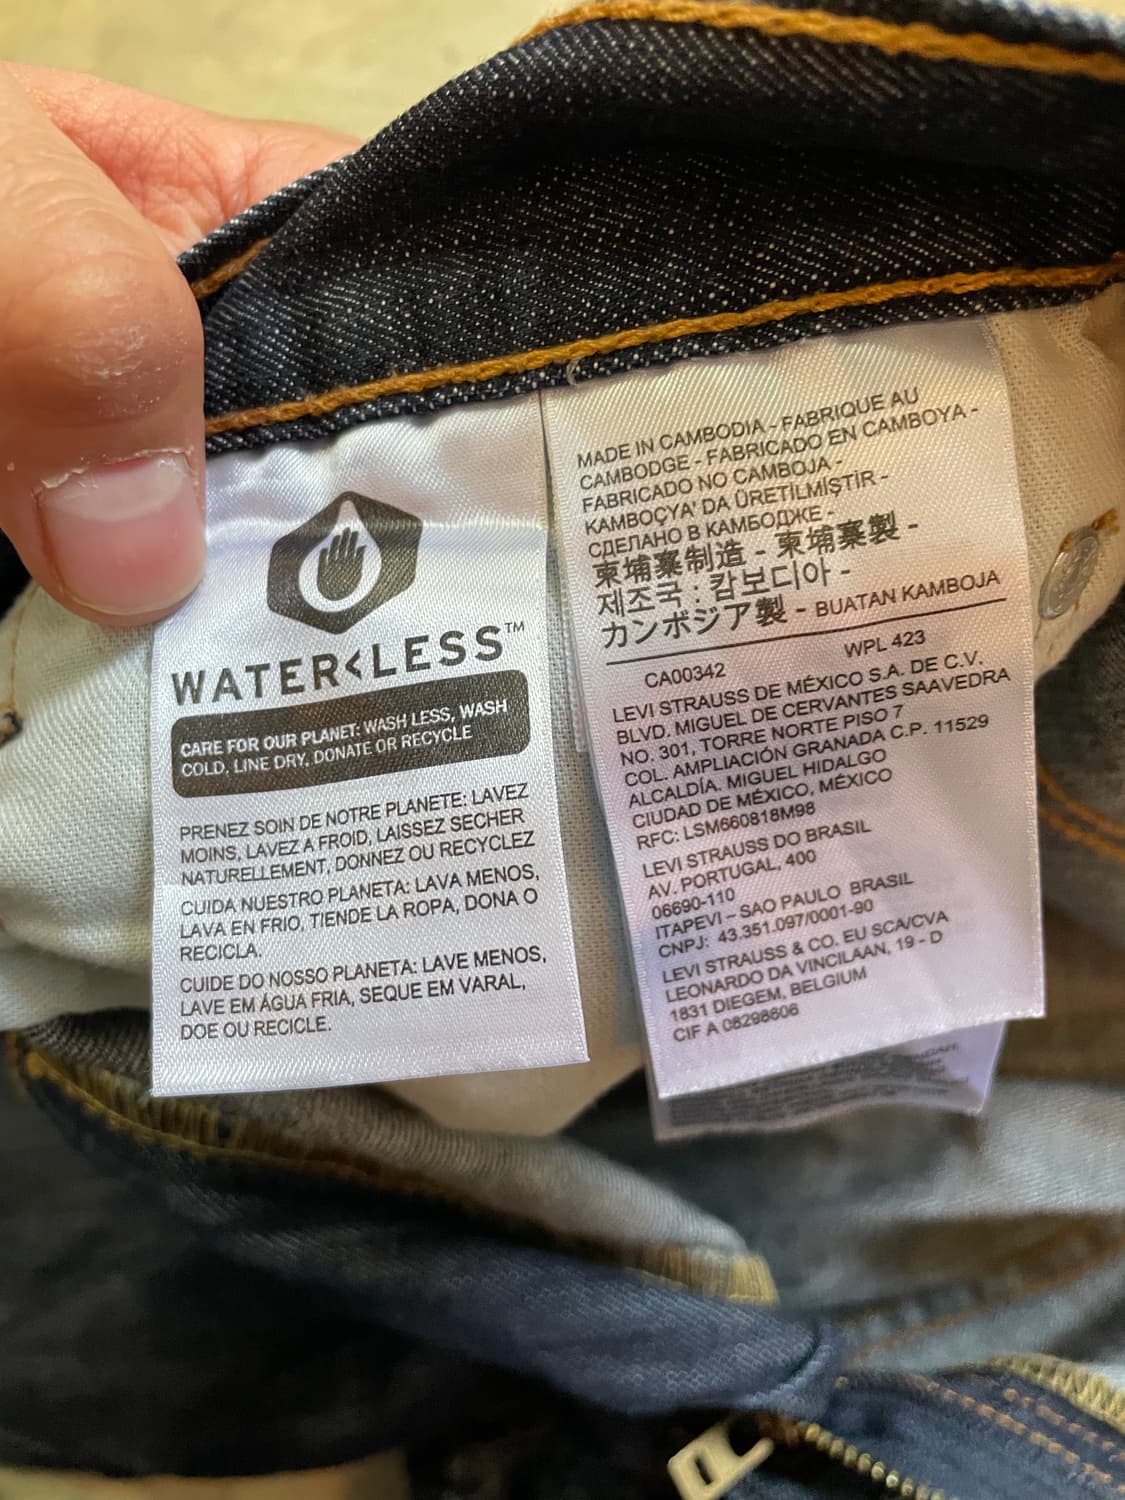 WATER<LESS™
CARE FOR OUR PLANET: WASH LESS, WASH
COLD, LINE DRY, DONATE OR RECYCLE
PRENEZ SOIN DE NOTRE PLANETE: LAVEZ
MOINS, LAVEZ A FROID, LAISSEZ SECHER
NATURELLEMENT, DONNEZ OU RECYCLEZ
CUIDA NUESTRO PLANETA: LAVA MENOS,
LAVA EN FRIO, TIENDE LA ROPA, DONA O
RECICLA.
CUIDE DO NOSSO PLANETA: LAVE MENOS,
LAVE EM ÁGUA FRIA, SEQUE EM VARAL,
DOE OU RECICLE.
MADE IN CAMBODIA - FABRIQUE AU
CAMBODGE - FABRICADO EN CAMBOYA -
FABRICADO NO CAMBOJA -
KAMBOÇYA' DA ÜRETILMİŞTİR -
СДЕЛАНО В КАМБОДЖЕ -
柬埔寨制造 - 柬埔寨製 -
제조국 : 캄보디아 -
カンボジア製 - BUATAN KAMBOJA
CA00342 WPL 423
LEVI STRAUSS DE MÉXICO S.A. DE C.V.
BLVD. MIGUEL DE CERVANTES SAAVEDRA
NO. 301, TORRE NORTE PISO 7
COL. AMPLIACIÓN GRANADA C.P. 11529
ALCALDÍA. MIGUEL HIDALGO
CIUDAD DE MÉXICO, MÉXICO
RFC: LSM660818M98
LEVI STRAUSS DO BRASIL
AV. PORTUGAL, 400
06690-110
ITAPEVI – SAO PAULO BRASIL
CNPJ: 43.351.097/0001-90
LEVI STRAUSS & CO. EU SCA/CVA
LEONARDO DA VINCILAAN, 19 - D
1831 DIEGEM, BELGIUM
CIF A 08298606